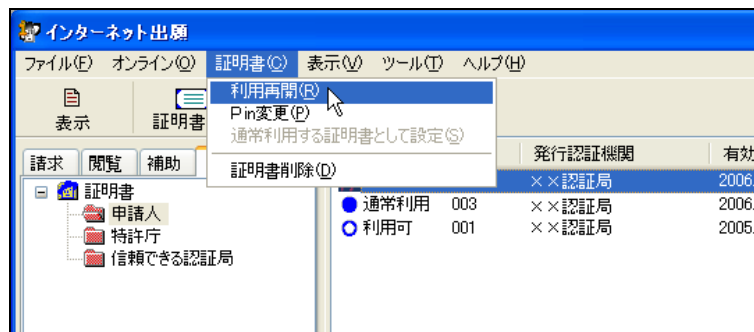 インターネット出願
ファイル(F) オンライン(O) 証明書(C) 表示(V) ツール(T) ヘルプ(H)
利用再開(R)
Pin変更(P)
通常利用する証明書として設定(S)
証明書削除(D)
表示 証明書
請求 閲覧 補助
発行認証機関 有効
証明書
申請人
特許庁
信頼できる認証局
××認証局 2006.
通常利用 003 ××認証局 2006.
利用可 001 ××認証局 2005.